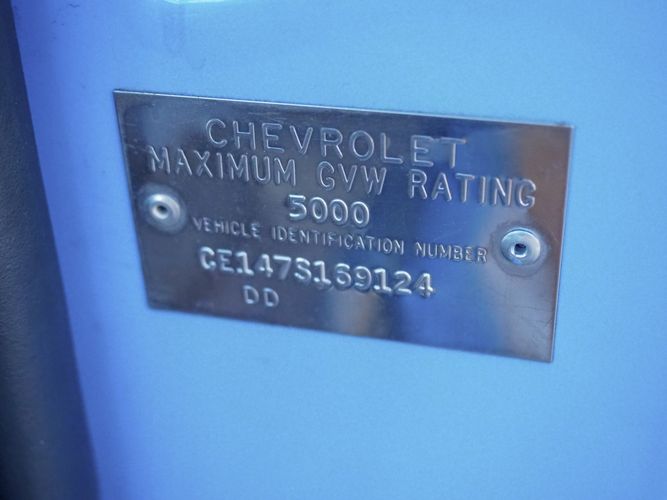 CHEVROLET
MAXIMUM GVW RATING
5000
VEHICLE IDENTIFICATION NUMBER
CE147S169124
DD